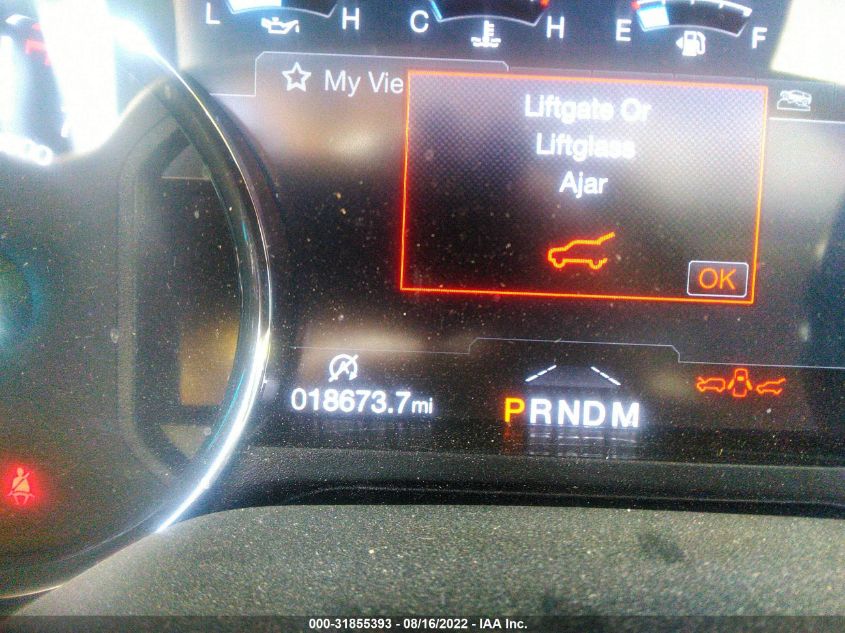 L H C H E F
My Vie
Liftgate Or
Liftglass
Ajar
OK
018673.7mi
PRNDM
000-31855393 - 08/16/2022 - IAA Inc.